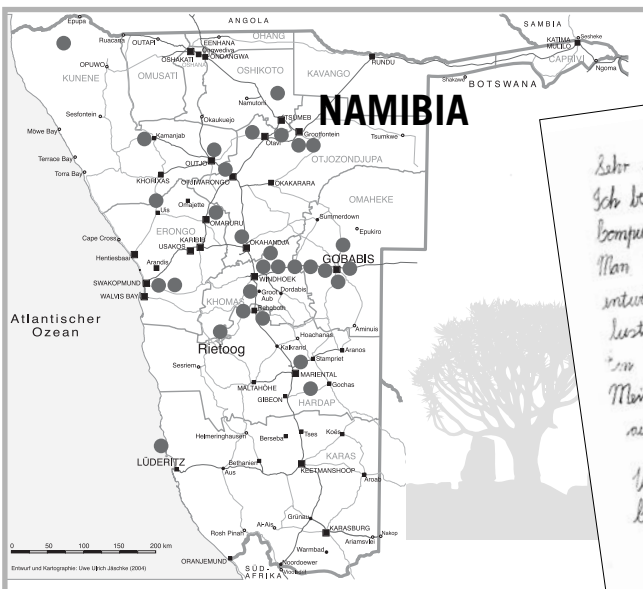 ANGOLA
SAMBIA
Epupa
Ruacana
OUTAPI
EENHANA
Ongwediva
OHANG
Sesheke
KATIMA
MULILO
OPUWO
OSHAKATI
ONDANGWA
OSHANA
OSHIKOTO
KAVANGO
RUNDU
CAPRIVI
Ngoma
KUNENE
OMUSATI
Shakawe
BOTSWANA
Namutoni
TSUMEB
NAMIBIA
Sesfontein
Okaukuejo
Möwe Bay
Kamanjab
Otavi
Grootfontein
Tsumkwe
Terrace Bay
OUTJO
OTJOZONDJUPA
Torra Bay
KHORIXAS
OTJIWARONGO
OKAKARARA
OMAHEKE
Uis
Omajette
Summerdown
OMARURU
Epukiro
Cape Cross
ERONGO
KARIBIB
OKAHANDJA
Hentiesbaai
USAKOS
GOBABIS
Arandis
SWAKOPMUND
WINDHOEK
WALVIS BAY
KHOMAS
Groot
Aub
Dordabis
Rehoboth
Atlantischer
Ozean
Rietoog
Hoachanas
Aminuis
Kalkrand
Aranos
Stampriet
Sesriem
MARIENTAL
MALTAHÖHE
Gochas
GIBEON
HARDAP
Helmeringhausen
Berseba
Tses
Koës
LÜDERITZ
KARAS
Bethanien
Aus
KEETMANSHOOP
Aroab
Grünau
Rosh Pinah
Ai-Ais
KARASBURG
Ariamsvlei
Nakop
Warmbad
ORANJEMUND
Noordoewer
Vioolsdrif
SÜD-
AFRIKA
0 50 100 150 200 km
Entwurf und Kartographie: Uwe Ulrich Jäschke (2004)
Sehr
Ich
Man